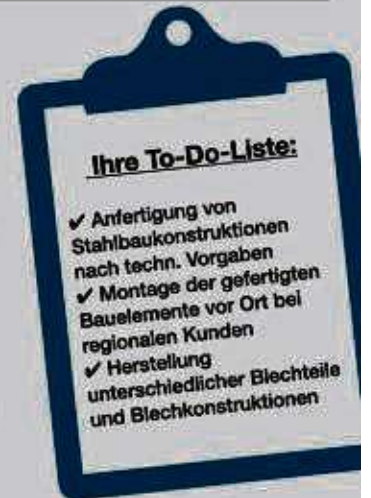 Ihre To-Do-Liste:
✔ Anfertigung von
Stahlbaukonstruktionen
nach techn. Vorgaben
✔ Montage der gefertigten
Bauelemente vor Ort bei
regionalen Kunden
✔ Herstellung
unterschiedlicher Blechteile
und Blechkonstruktionen